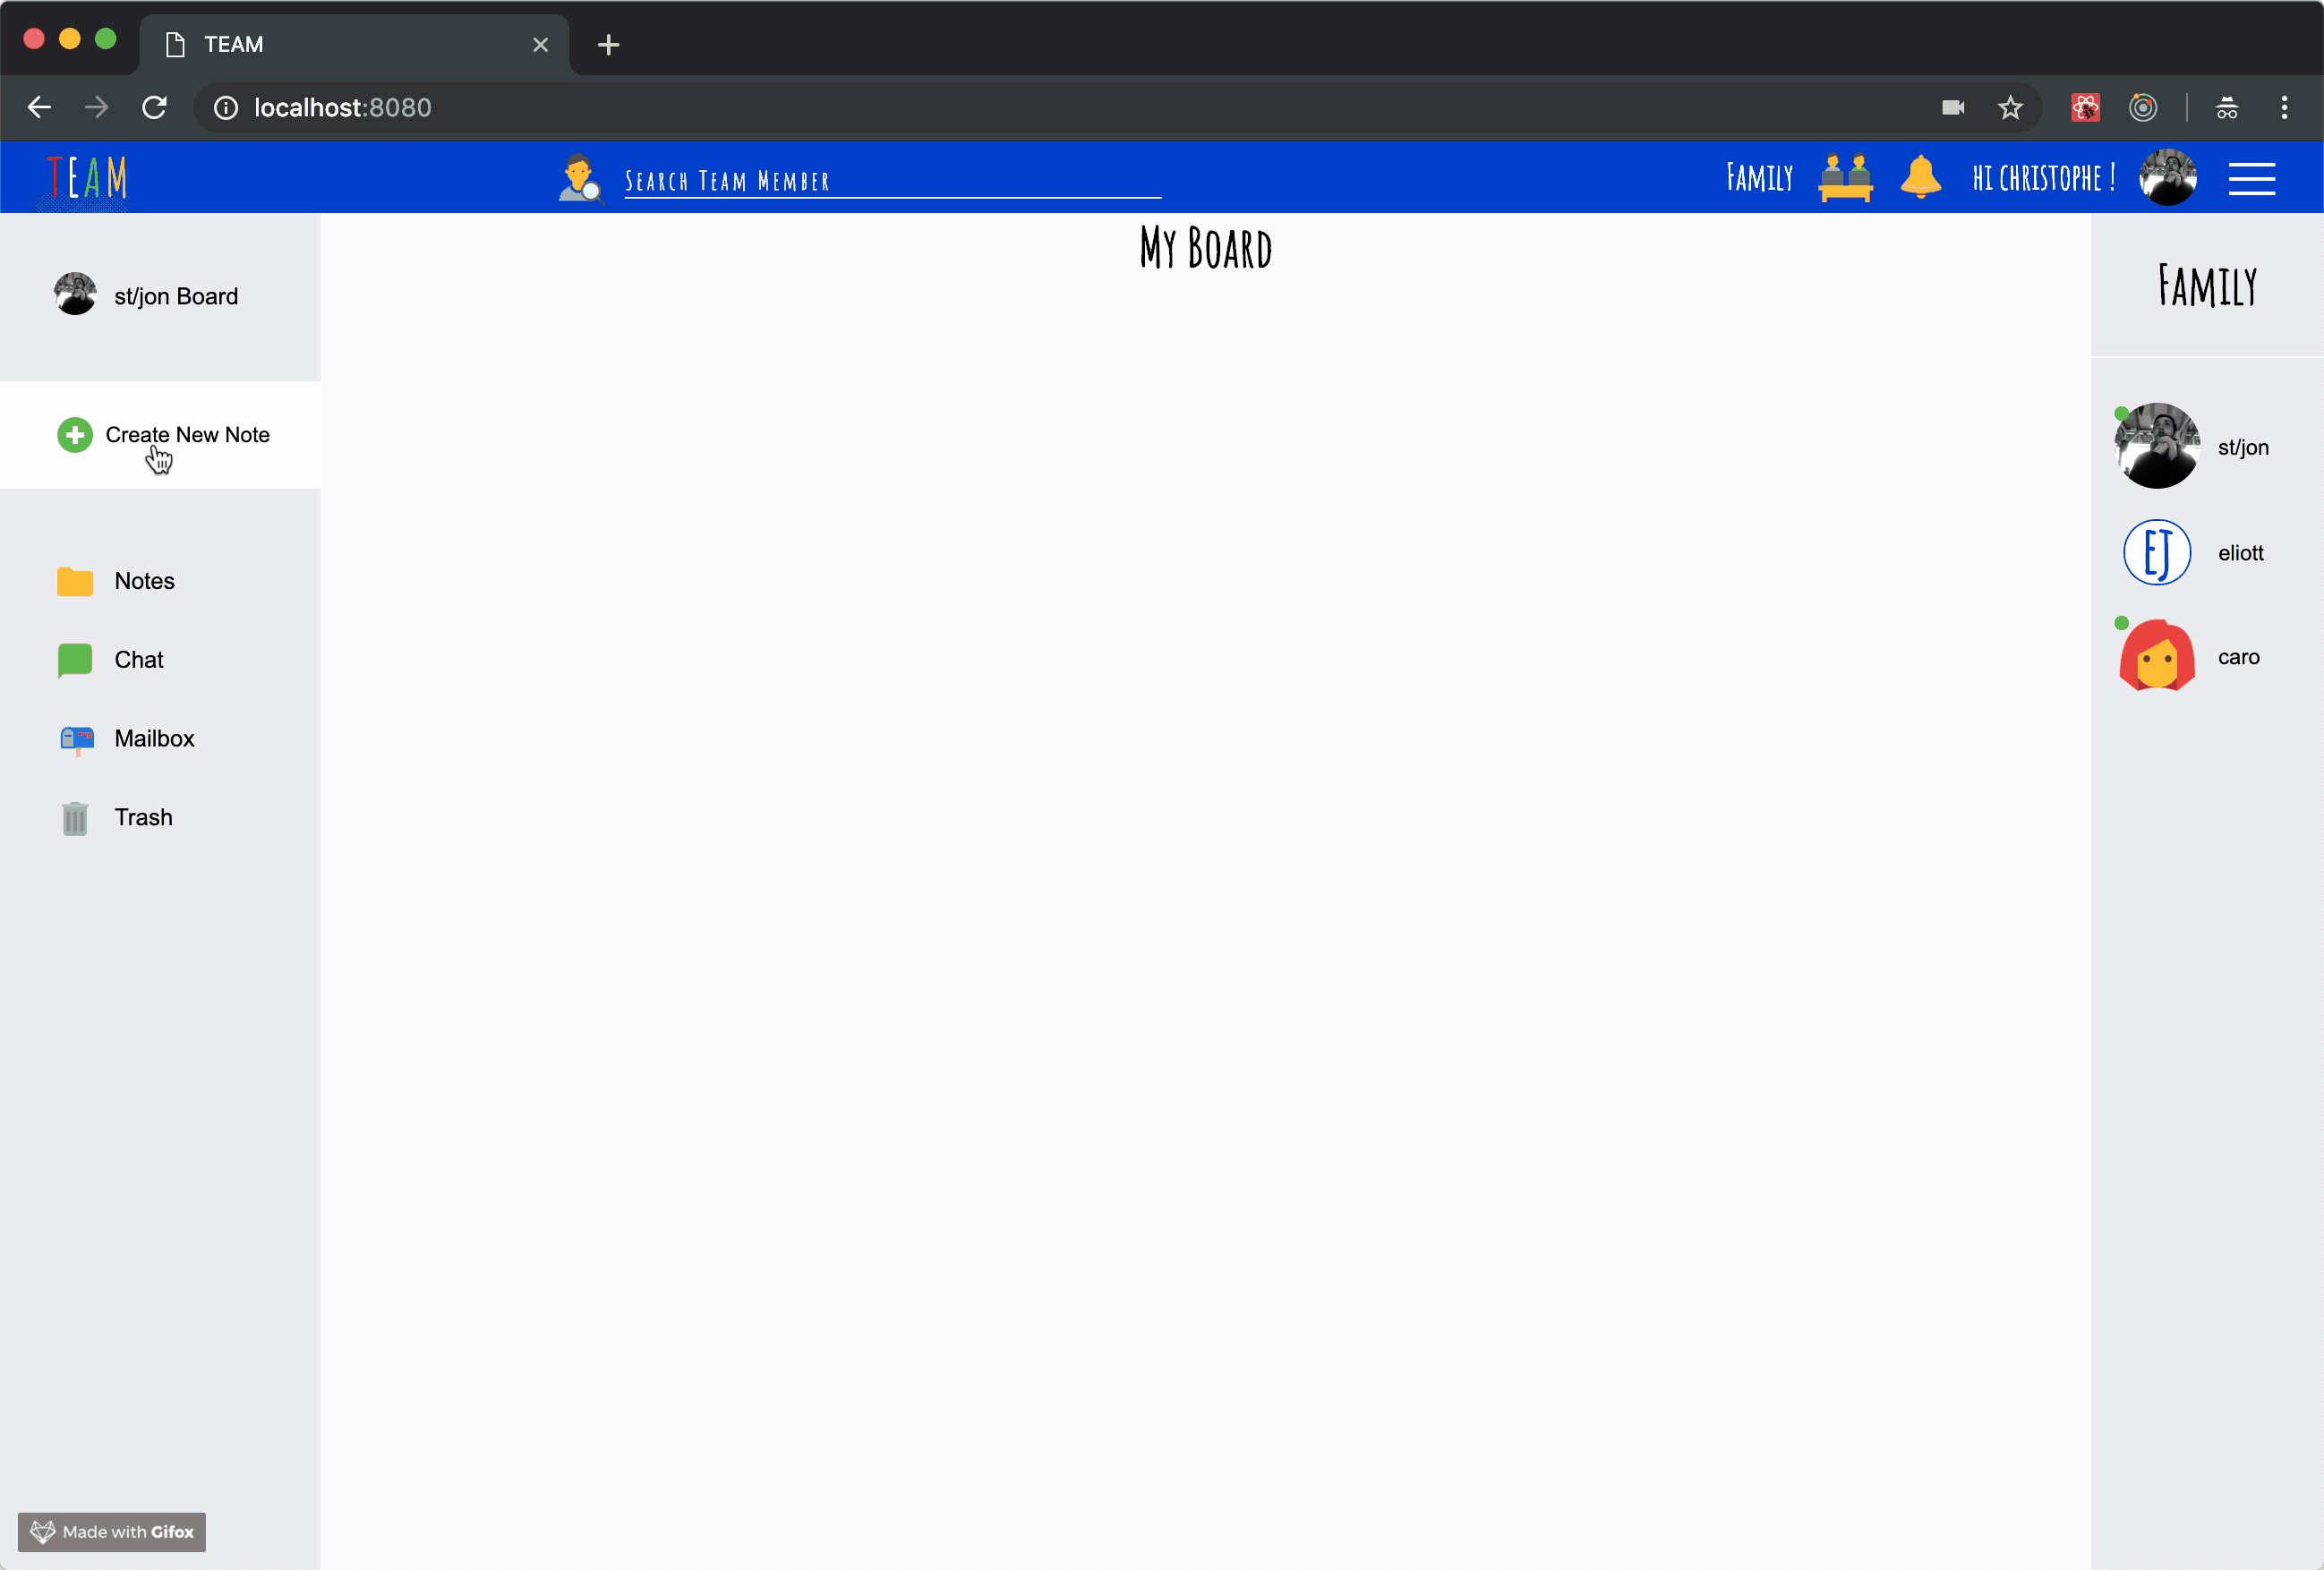 TEAM
localhost:8080
TEAM
Search Team Member
Family
hi christophe !
st/jon Board
Create New Note
Notes
Chat
Mailbox
Trash
My Board
Family
st/jon
EJ
eliott
caro
Made with Gifox